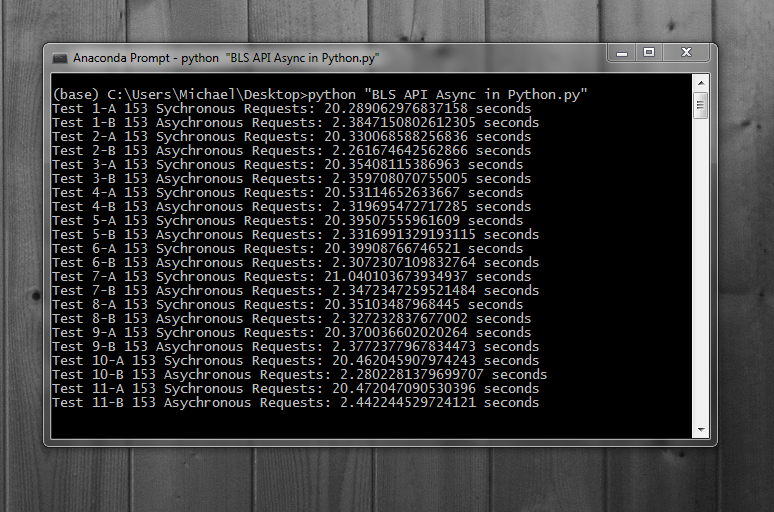 Anaconda Prompt - python "BLS API Async in Python.py"
(base) C:\Users\Michael\Desktop>python "BLS API Async in Python.py"
Test 1-A 153 Sychronous Requests: 20.289062976837158 seconds
Test 1-B 153 Asychronous Requests: 2.3847150802612305 seconds
Test 2-A 153 Sychronous Requests: 20.330068588256836 seconds
Test 2-B 153 Asychronous Requests: 2.261674642562866 seconds
Test 3-A 153 Sychronous Requests: 20.35408115386963 seconds
Test 3-B 153 Asychronous Requests: 2.359708070755005 seconds
Test 4-A 153 Sychronous Requests: 20.53114652633667 seconds
Test 4-B 153 Asychronous Requests: 2.319695472717285 seconds
Test 5-A 153 Sychronous Requests: 20.39507555961609 seconds
Test 5-B 153 Asychronous Requests: 2.3316991329193115 seconds
Test 6-A 153 Sychronous Requests: 20.39908766746521 seconds
Test 6-B 153 Asychronous Requests: 2.3072307109832764 seconds
Test 7-A 153 Sychronous Requests: 21.040103673934937 seconds
Test 7-B 153 Asychronous Requests: 2.3472347259521484 seconds
Test 8-A 153 Sychronous Requests: 20.35103487968445 seconds
Test 8-B 153 Asychronous Requests: 2.327232837677002 seconds
Test 9-A 153 Sychronous Requests: 20.370036602020264 seconds
Test 9-B 153 Asychronous Requests: 2.3772377967834473 seconds
Test 10-A 153 Sychronous Requests: 20.462045907974243 seconds
Test 10-B 153 Asychronous Requests: 2.2802281379699707 seconds
Test 11-A 153 Sychronous Requests: 20.472047090530396 seconds
Test 11-B 153 Asychronous Requests: 2.442244529724121 seconds